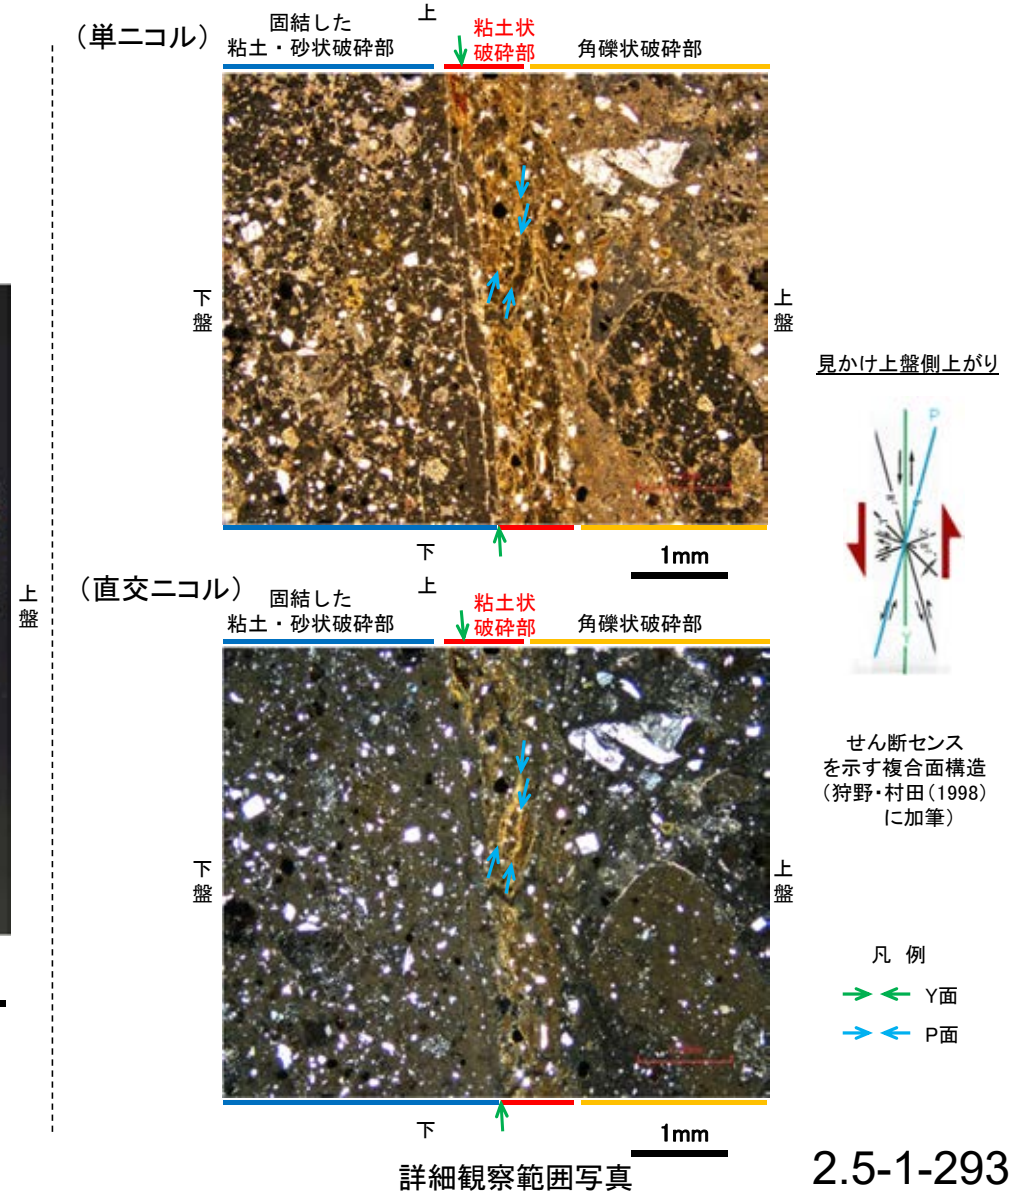 (単ニコル)
上
固結した
粘土・砂状破砕部
粘土状
破砕部
角礫状破砕部
下
盤
上
盤
下
1mm
見かけ上盤側上がり
P
Y
せん断センス
を示す複合面構造
(狩野・村田(1998)
に加筆)
上
盤
(直交ニコル)
上
固結した
粘土・砂状破砕部
粘土状
破砕部
角礫状破砕部
下
盤
上
盤
下
1mm
凡 例
Y面
P面
詳細観察範囲写真
2.5-1-293